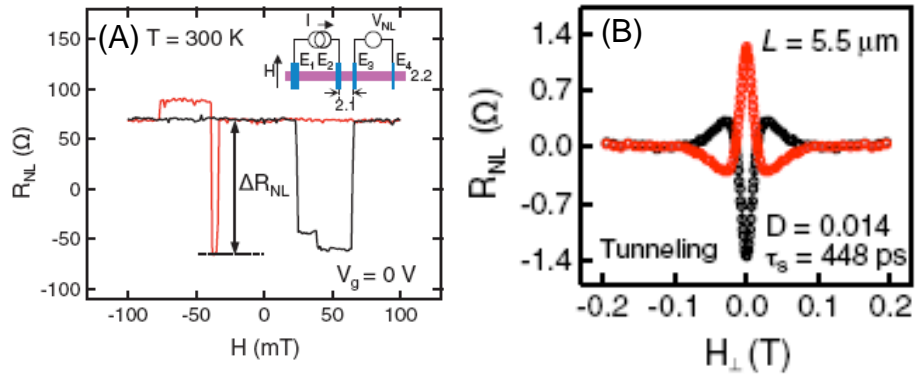 (A) T = 300 K
I V_NL
E₁ E₂ E₃ E₄
H 2.2
2.1
150
100
50
0
-50
-100
R_NL (Ω)
ΔR_NL
V_g = 0 V
-100 -50 0 50 100
H (mT)
(B) L = 5.5 μm
1.4
0.7
0.0
-0.7
-1.4
R_NL (Ω)
D = 0.014
Tunneling τ_s = 448 ps
-0.2 -0.1 0.0 0.1 0.2
H_⊥(T)